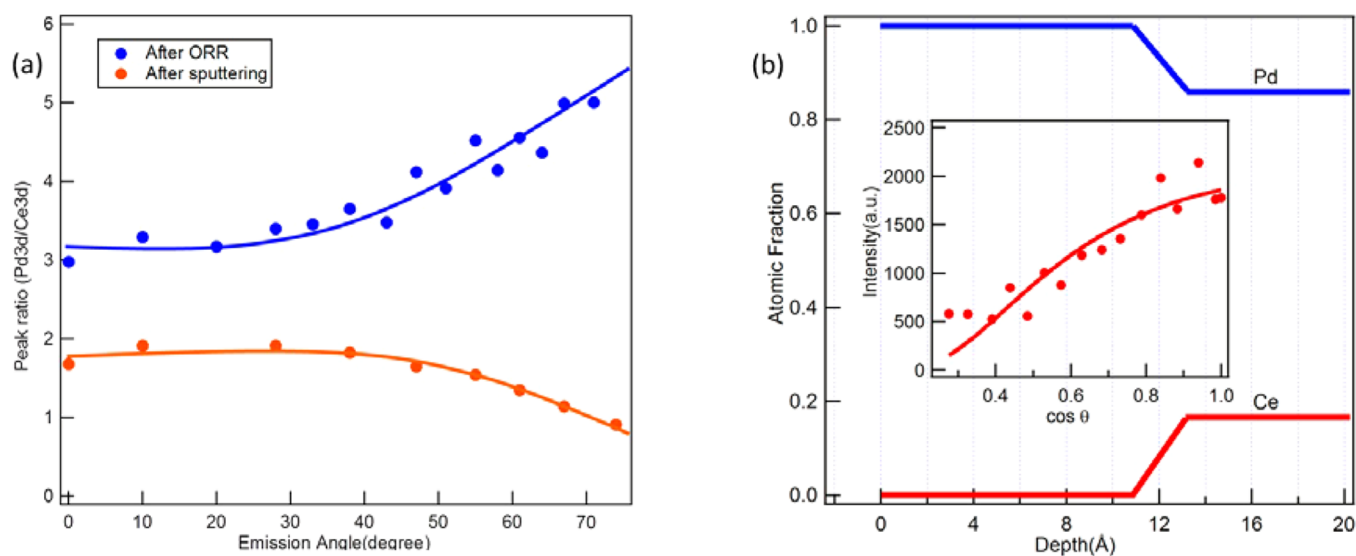 (a)
6
5
4
3
2
1
0
Peak ratio (Pd3d/Ce3d)
After ORR
After sputtering
0 10 20 30 40 50 60 70
Emission Angle(degree)
(b)
1.0
0.8
0.6
0.4
0.2
0.0
Atomic Fraction
Pd
2500
2000
1500
1000
500
0
Intensity(a.u.)
0.4 0.6 0.8 1.0
cos θ
Ce
0 4 8 12 16 20
Depth(Å)